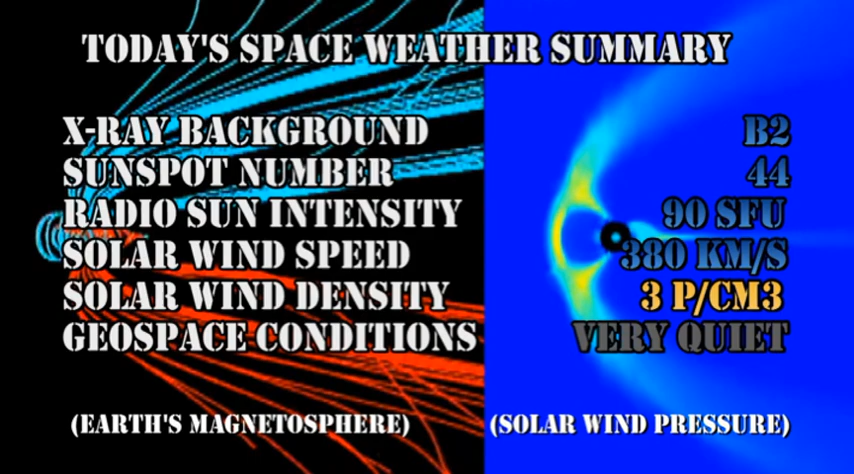 TODAY'S SPACE WEATHER SUMMARY
X-RAY BACKGROUND B2
SUNSPOT NUMBER 44
RADIO SUN INTENSITY 90 SFU
SOLAR WIND SPEED 380 KM/S
SOLAR WIND DENSITY 3 P/CM3
GEOSPACE CONDITIONS VERY QUIET
(EARTH'S MAGNETOSPHERE) (SOLAR WIND PRESSURE)